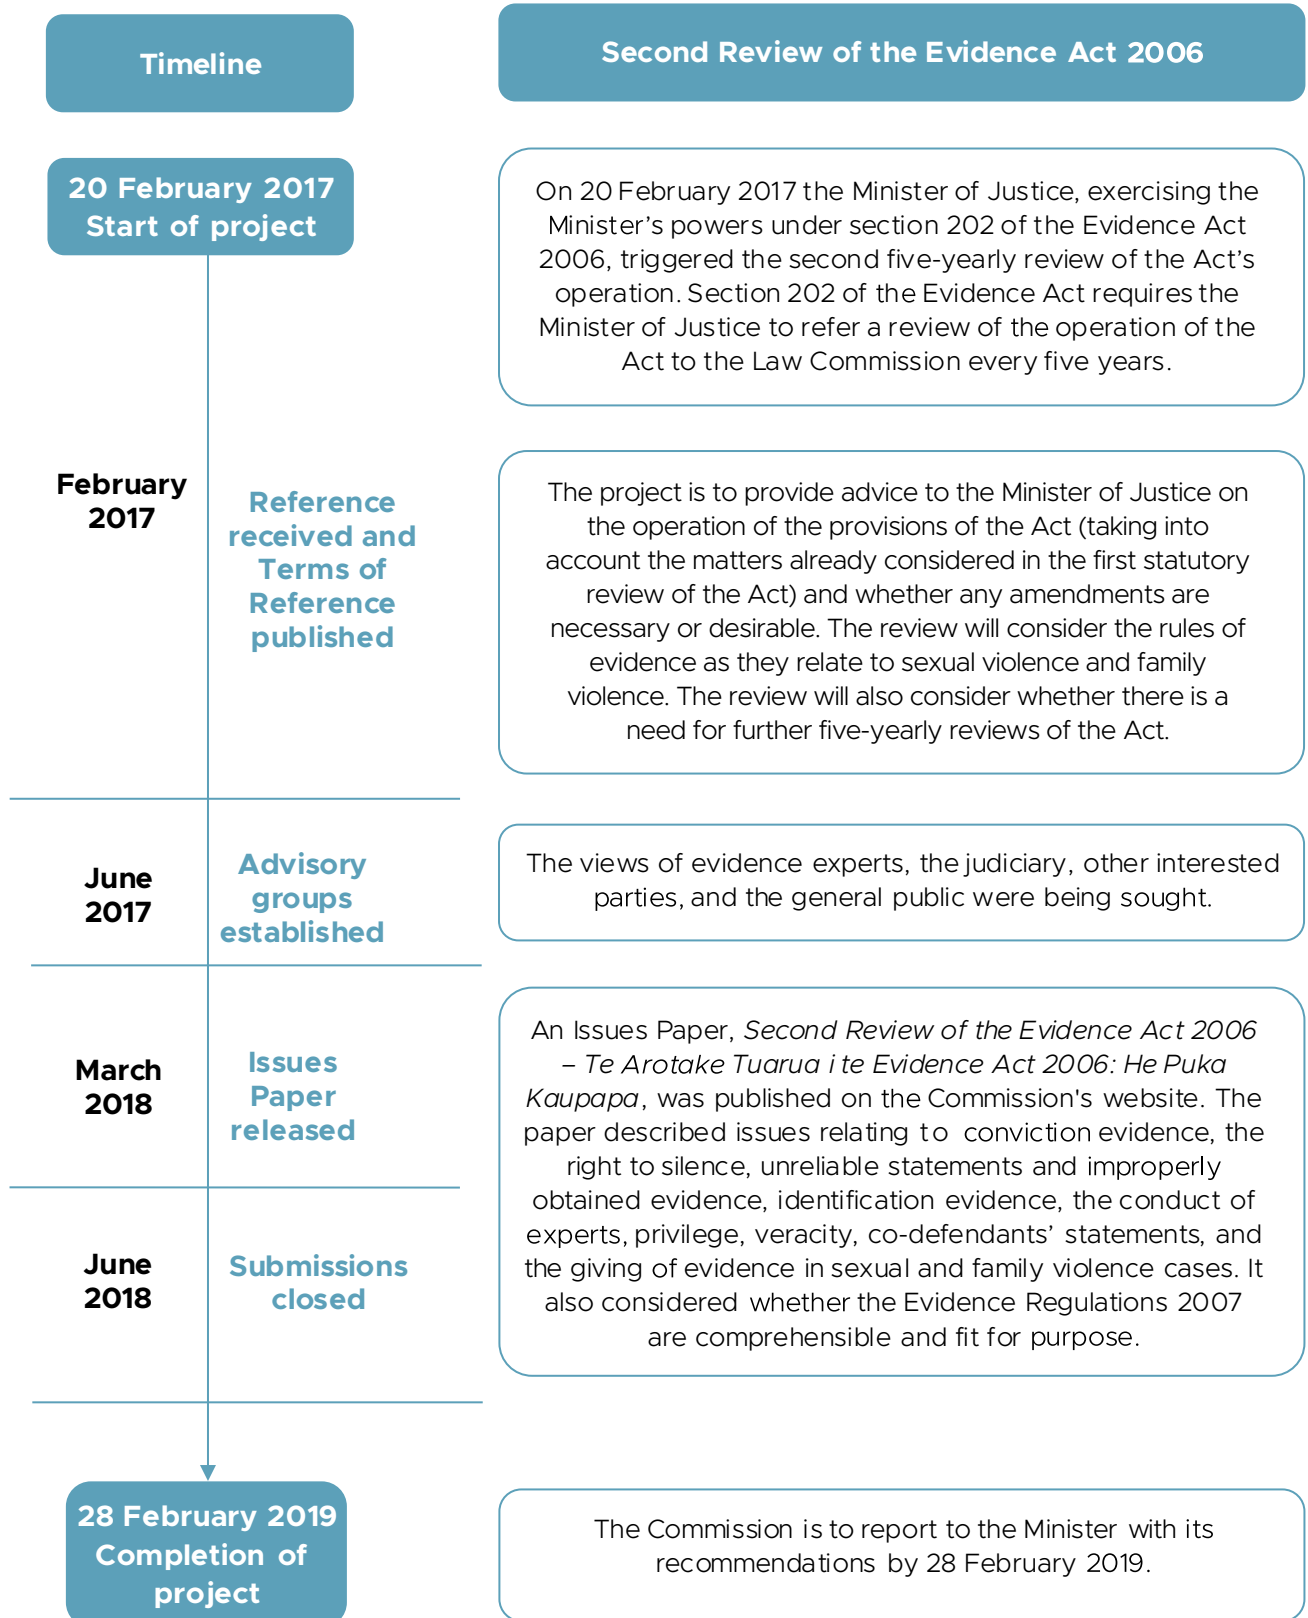 Timeline
Second Review of the Evidence Act 2006
20 February 2017
Start of project
On 20 February 2017 the Minister of Justice, exercising the
Minister’s powers under section 202 of the Evidence Act
2006, triggered the second five-yearly review of the Act’s
operation. Section 202 of the Evidence Act requires the
Minister of Justice to refer a review of the operation of the
Act to the Law Commission every five years.
February
2017
Reference
received and
Terms of
Reference
published
The project is to provide advice to the Minister of Justice on
the operation of the provisions of the Act (taking into
account the matters already considered in the first statutory
review of the Act) and whether any amendments are
necessary or desirable. The review will consider the rules of
evidence as they relate to sexual violence and family
violence. The review will also consider whether there is a
need for further five-yearly reviews of the Act.
June
2017
Advisory
groups
established
The views of evidence experts, the judiciary, other interested
parties, and the general public were being sought.
March
2018
Issues
Paper
released
An Issues Paper, Second Review of the Evidence Act 2006
– Te Arotake Tuarua i te Evidence Act 2006: He Puka
Kaupapa, was published on the Commission's website. The
paper described issues relating to conviction evidence, the
right to silence, unreliable statements and improperly
obtained evidence, identification evidence, the conduct of
experts, privilege, veracity, co-defendants’ statements, and
the giving of evidence in sexual and family violence cases. It
also considered whether the Evidence Regulations 2007
are comprehensible and fit for purpose.
June
2018
Submissions
closed
28 February 2019
Completion of
project
The Commission is to report to the Minister with its
recommendations by 28 February 2019.